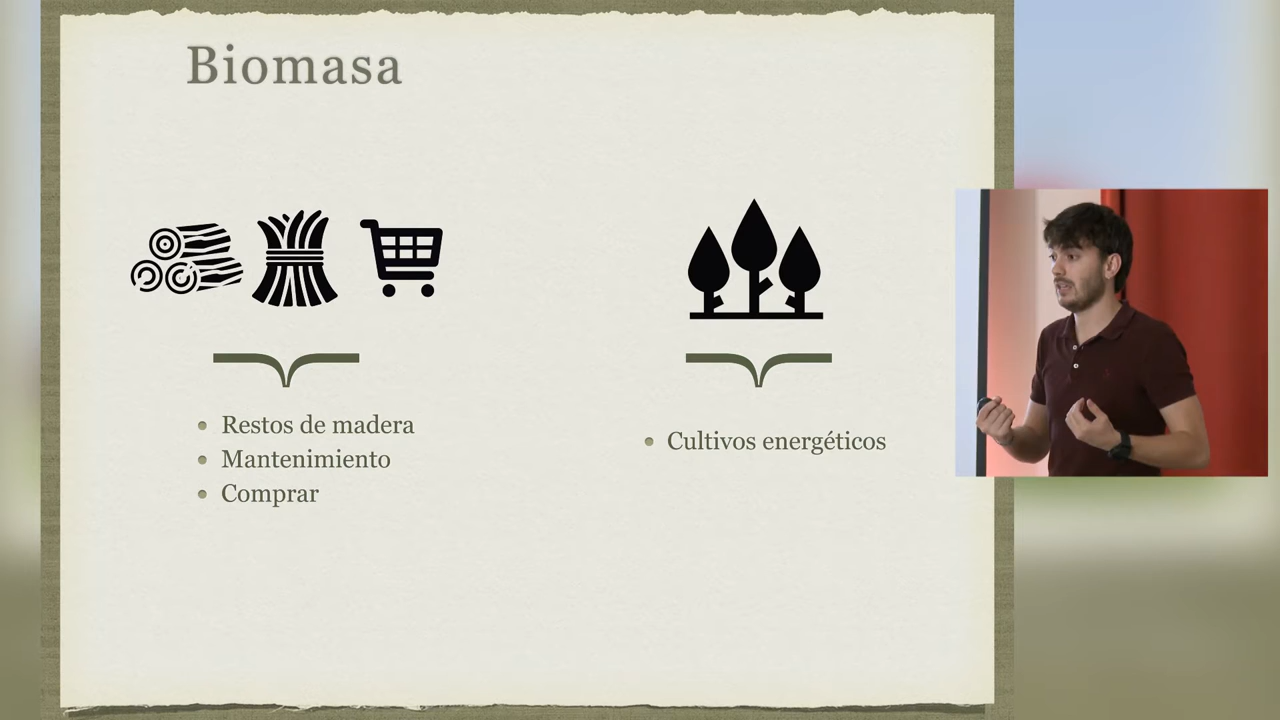 Biomasa
Restos de madera
Mantenimiento
Comprar
Cultivos energéticos